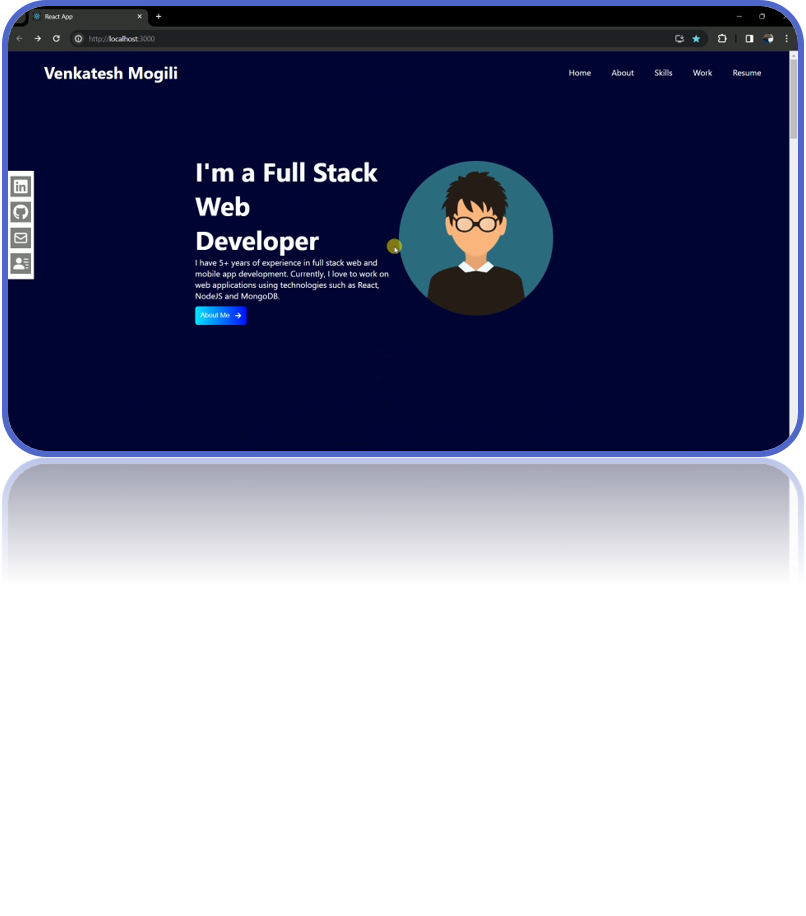 React App
http://localhost:3000
Venkatesh Mogili
Home About Skills Work Resume
I'm a Full Stack
Web
Developer
I have 5+ years of experience in full stack web and
mobile app development. Currently, I love to work on
web applications using technologies such as React,
NodeJS and MongoDB.
About Me
in